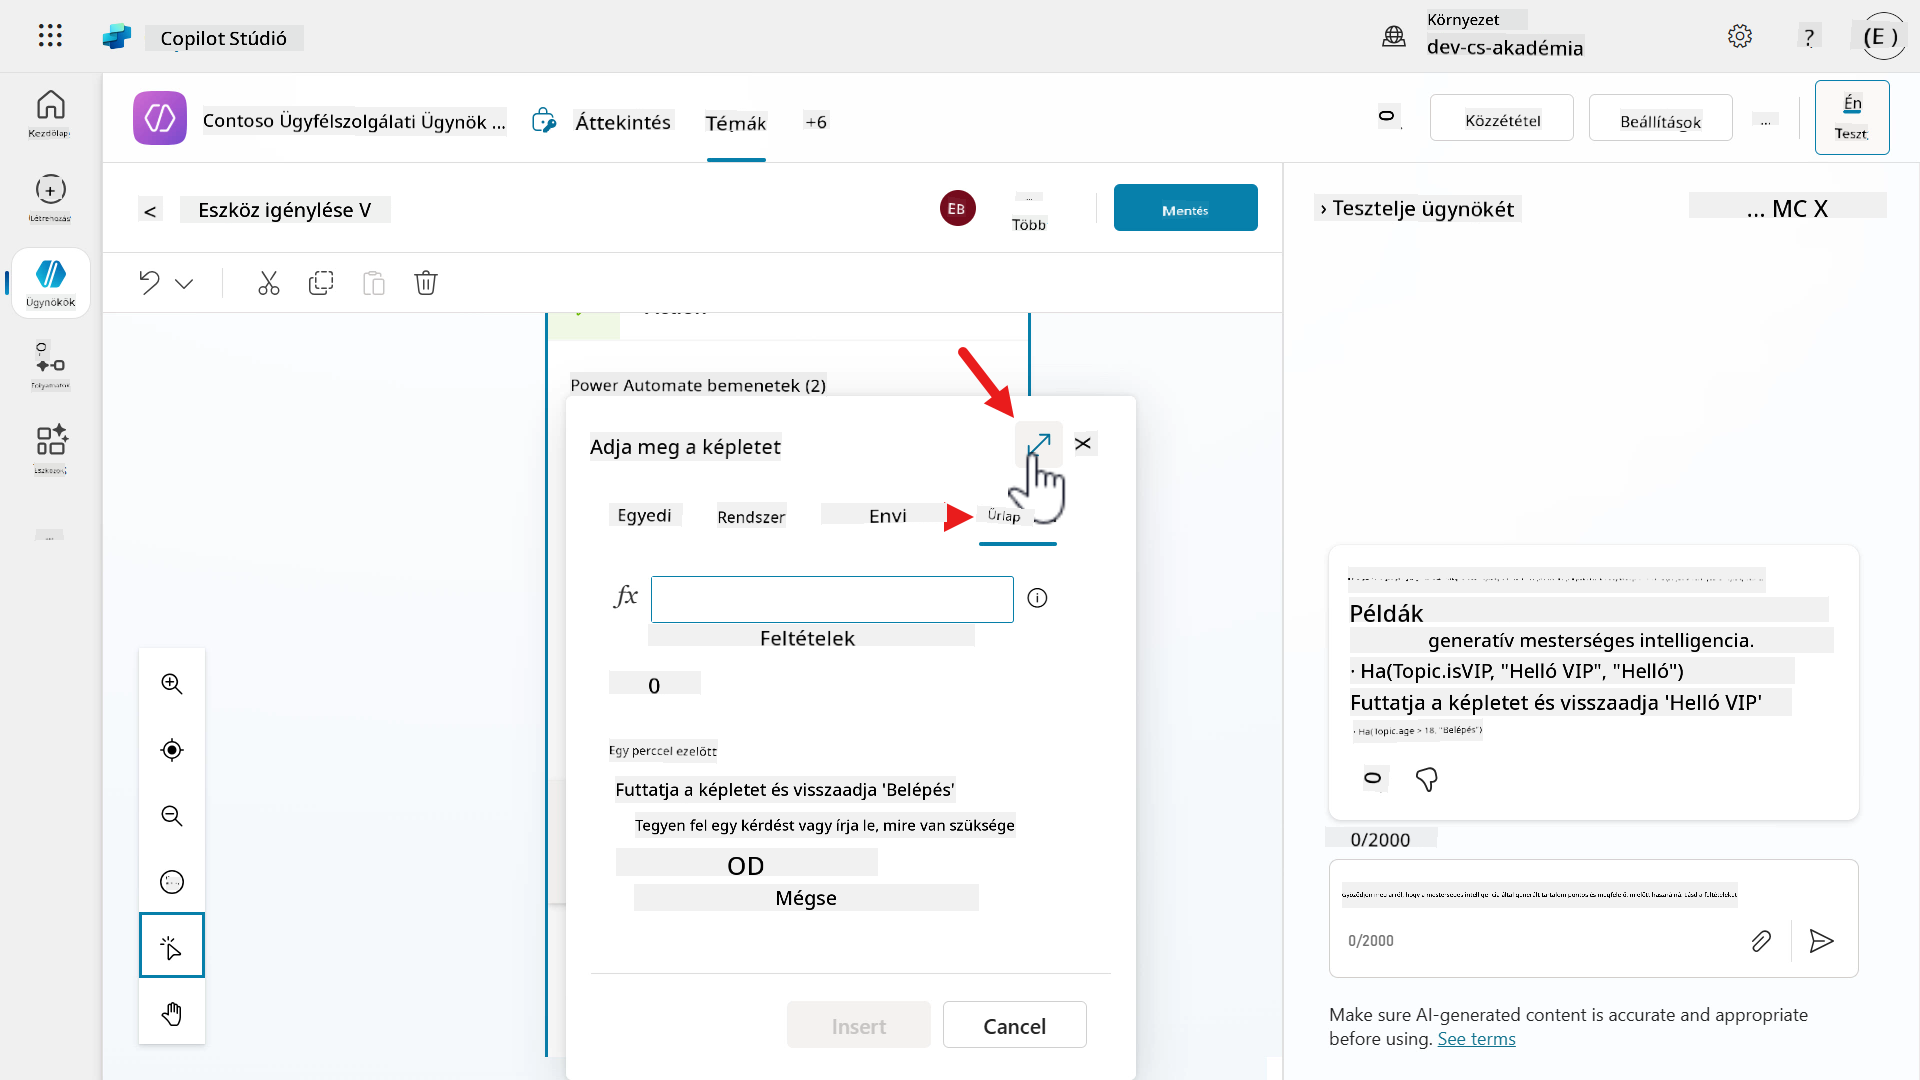 Copilot Stúdió
Környezet
dev-cs-akadémia
?
(E )
Kezdőlap
Létrehozás
Ügynökök
Folyamatok
Eszközök
Contoso Ügyfélszolgálati Ügynök ...
Áttekintés
Témák
+6
Közzététel
Beállítások
...
Én
Teszt
<
Eszköz igénylése V
EB
...
Több
Mentés
› Tesztelje ügynökét
... MC X
Power Automate bemenetek (2)
Adja meg a képletet
Egyedi
Rendszer
Envi
Űrlap
fx
Feltételek
0
Egy perccel ezelőtt
Futtatja a képletet és visszaadja 'Belépés'
Tegyen fel egy kérdést vagy írja le, mire van szüksége
OD
Mégse
Insert
Cancel
Példák
generatív mesterséges intelligencia.
· Ha(Topic.isVIP, "Helló VIP", "Helló")
Futtatja a képletet és visszaadja 'Helló VIP'
· Ha(Topic.age > 18, "Belépés")
0/2000
0/2000
Make sure AI-generated content is accurate and appropriate
before using. See terms